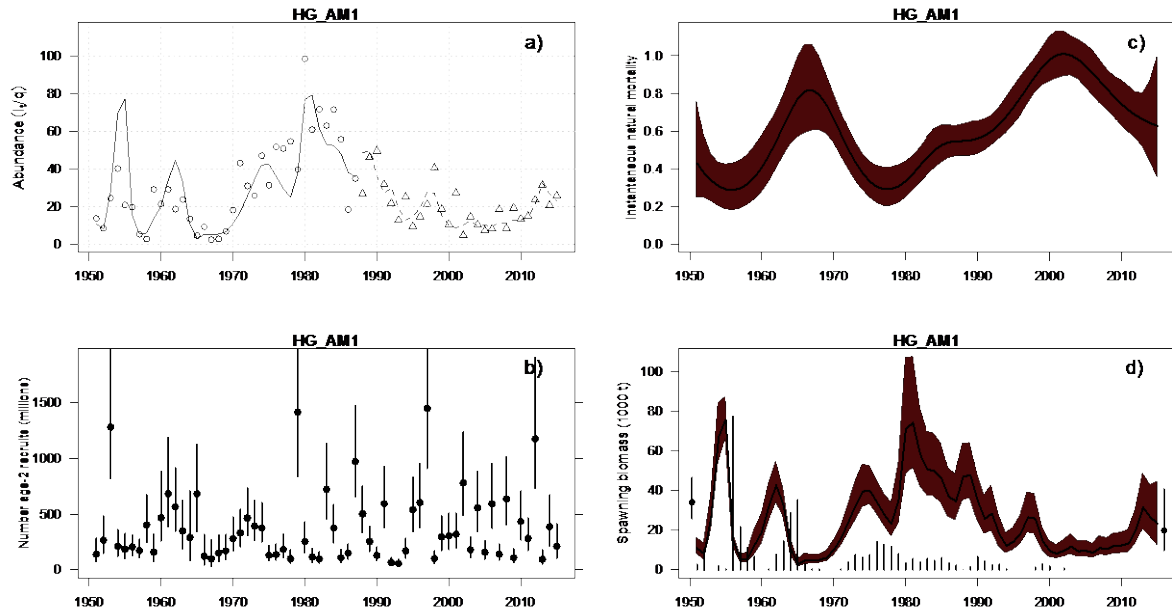 HG_AM1
a)
Abundance (It/q)
100
80
60
40
20
0
1950 1960 1970 1980 1990 2000 2010
HG_AM1
c)
Instantaneous natural mortality
1.0
0.8
0.6
0.4
0.2
0.0
1950 1960 1970 1980 1990 2000 2010
HG_AM1
b)
Number age-2 recruits (millions)
1500
1000
500
0
1950 1960 1970 1980 1990 2000 2010
HG_AM1
d)
Spawning biomass (1000 t)
100
80
60
40
20
0
1950 1960 1970 1980 1990 2000 2010